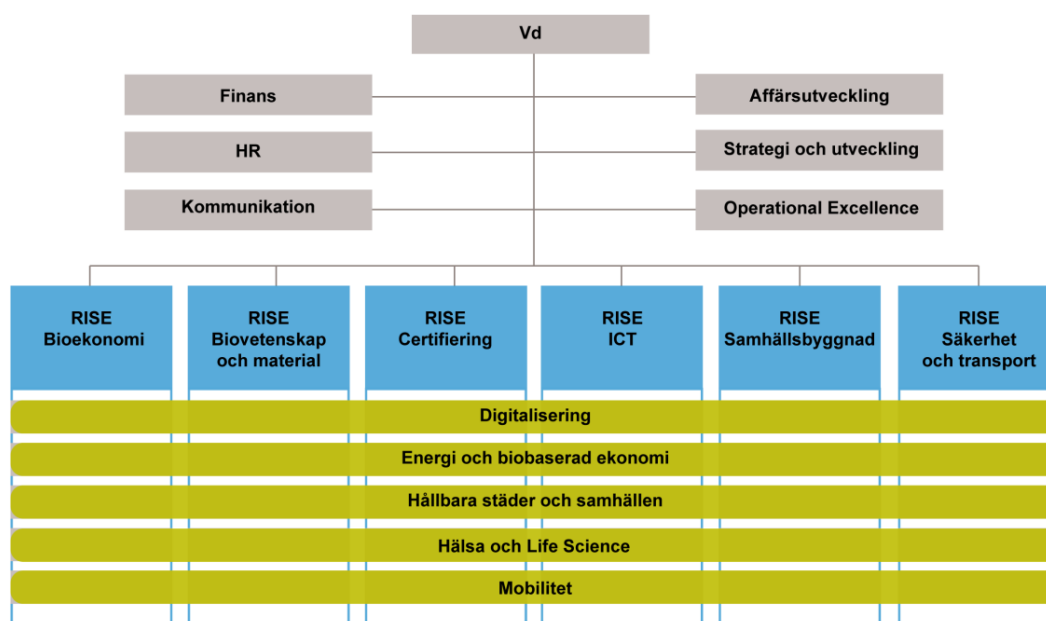 Vd
Finans
Affärsutveckling
HR
Strategi och utveckling
Kommunikation
Operational Excellence
RISE
Bioekonomi
RISE
Biovetenskap
och material
RISE
Certifiering
RISE
ICT
RISE
Samhällsbyggnad
RISE
Säkerhet
och transport
Digitalisering
Energi och biobaserad ekonomi
Hållbara städer och samhällen
Hälsa och Life Science
Mobilitet